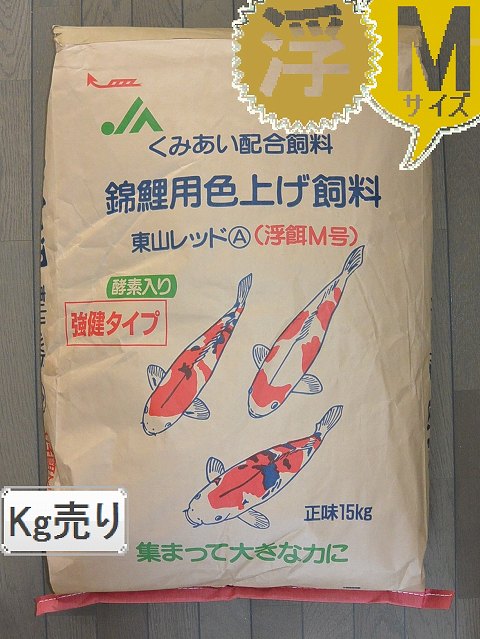 浮
M
サイズ
JA
くみあい配合飼料
錦鯉用色上げ飼料
東山レッドⒶ(浮餌M号)
酵素入り
強健タイプ
Kg売り
正味15kg
集まって大きな力に